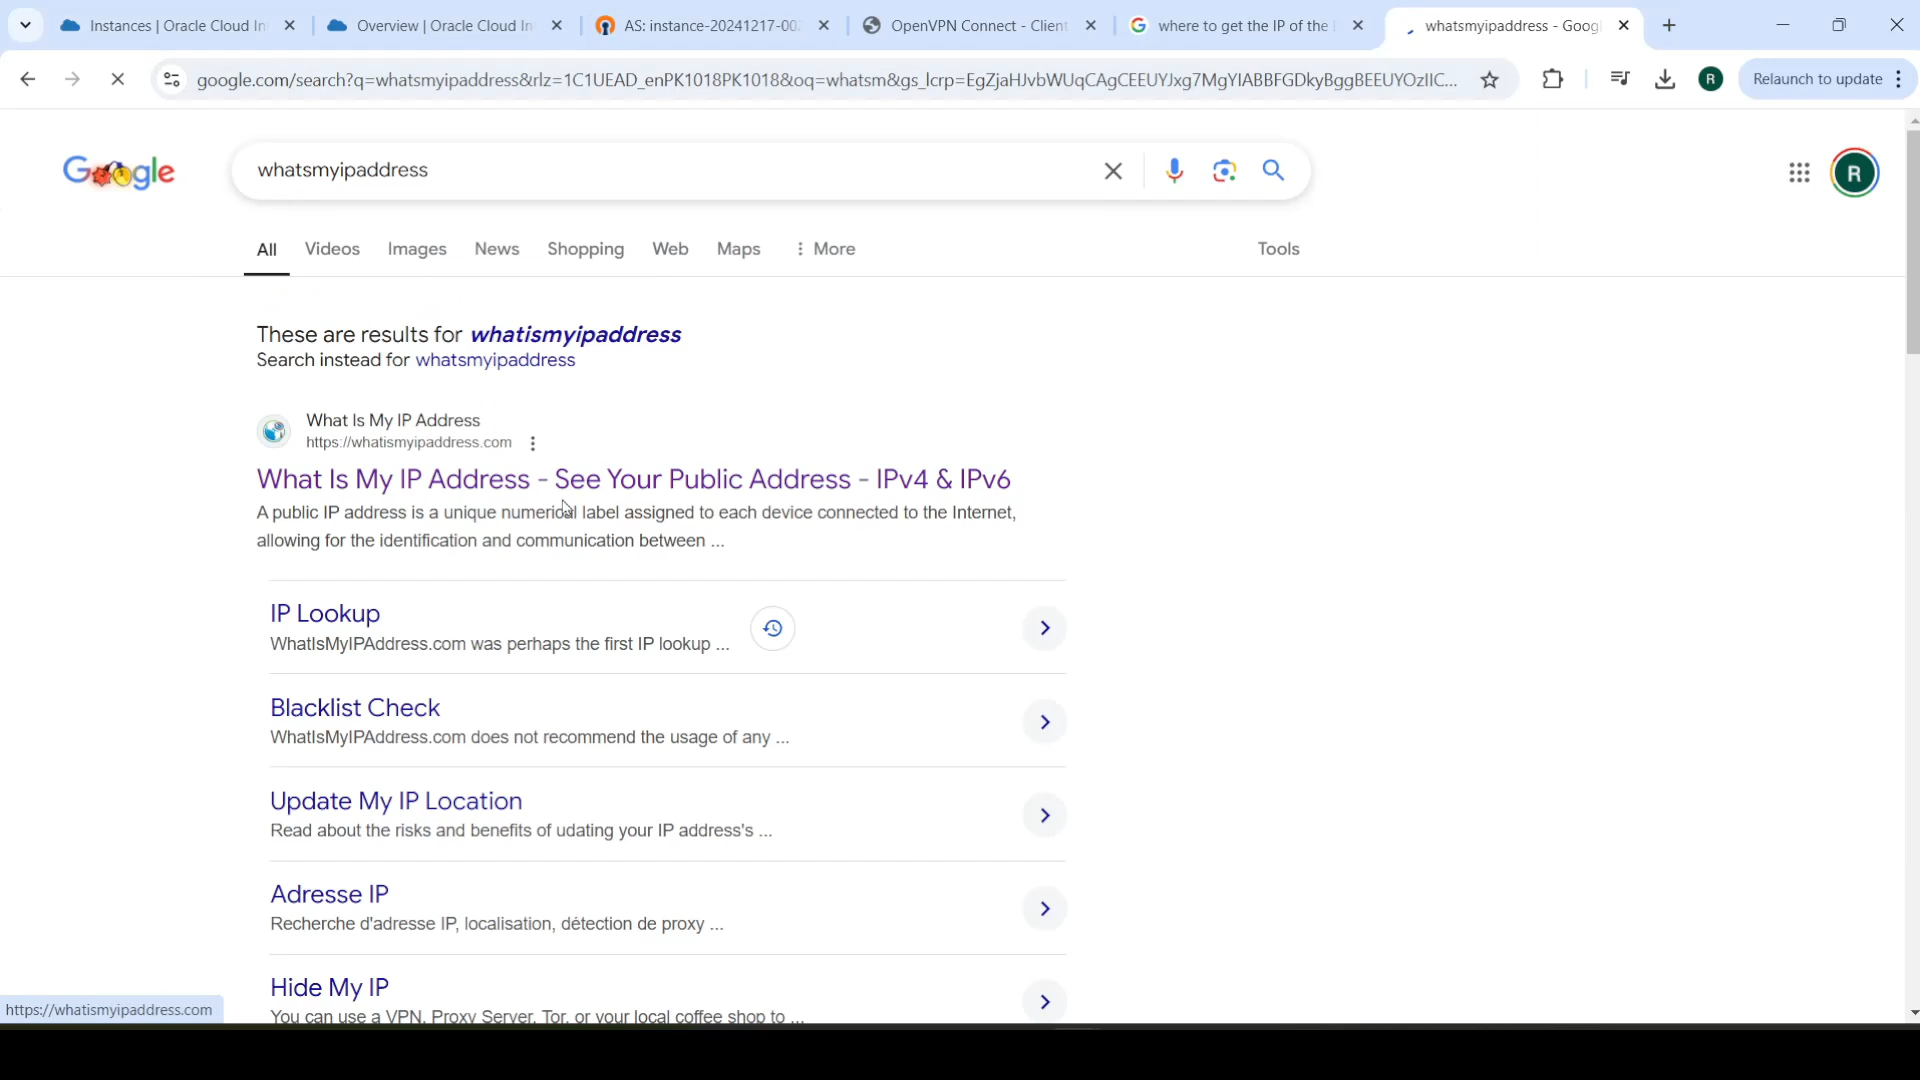 Instances | Oracle Cloud In
Overview | Oracle Cloud In
AS: instance-20241217-00
OpenVPN Connect - Client
where to get the IP of the
whatsmyipaddress - Goog
google.com/search?q=whatsmyipaddress&rlz=1C1UEAD_enPK1018PK1018&oq=whatsm&gs_lcrp=EgZjaHJvbWUqCAgCEEUYJxg7MgYIABBFGDkyBggBEEUYOzIIC...
R
Relaunch to update
Google
whatsmyipaddress
R
All
Videos
Images
News
Shopping
Web
Maps
More
Tools
These are results for whatismyipaddress
Search instead for whatsmyipaddress
What Is My IP Address
https://whatismyipaddress.com
What Is My IP Address - See Your Public Address - IPv4 & IPv6
A public IP address is a unique numerical label assigned to each device connected to the Internet,
allowing for the identification and communication between ...
IP Lookup
WhatIsMyIPAddress.com was perhaps the first IP lookup ...
Blacklist Check
WhatIsMyIPAddress.com does not recommend the usage of any ...
Update My IP Location
Read about the risks and benefits of udating your IP address's ...
Adresse IP
Recherche d'adresse IP, localisation, détection de proxy ...
Hide My IP
You can use a VPN, Proxy Server, Tor, or your local coffee shop to ...
https://whatismyipaddress.com